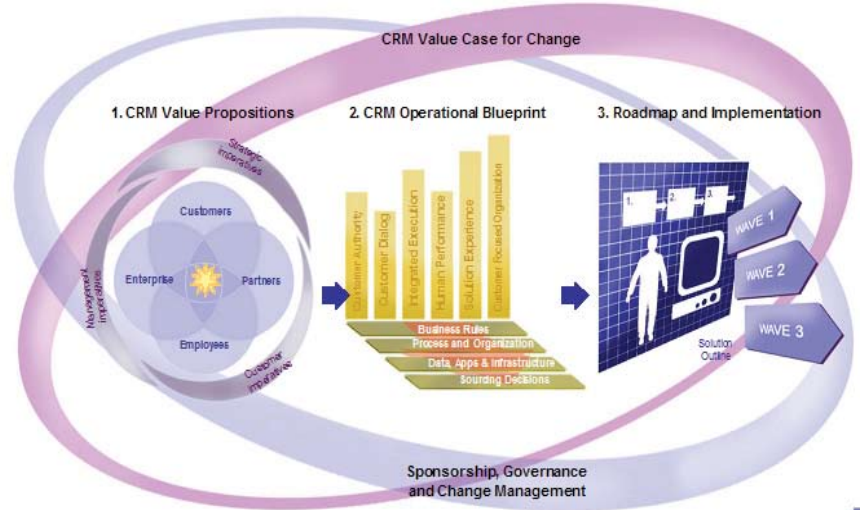 CRM Value Case for Change
1. CRM Value Propositions
2. CRM Operational Blueprint
3. Roadmap and Implementation
Strategic
imperatives
Customers
Enterprise
Partners
Employees
Management
imperatives
Customer
imperatives
Customer Authority
Customer Dialog
Integrated Execution
Human Performance
Solution Experience
Customer Focused Organization
Business Rules
Process and Organization
Data, Apps & Infrastructure
Sourcing Decisions
1.
2.
3.
WAVE 1
WAVE 2
WAVE 3
Solution
Outline
Sponsorship, Governance
and Change Management